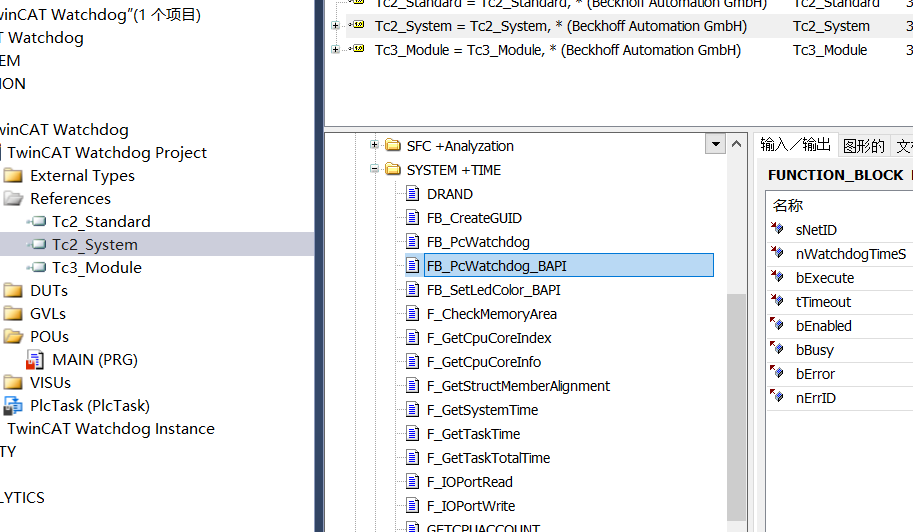 winCAT Watchdog"(1 个项目)
T Watchdog
EM
ION
winCAT Watchdog
TwinCAT Watchdog Project
External Types
References
Tc2_Standard
Tc2_System
Tc3_Module
DUTs
GVLs
POUs
MAIN (PRG)
VISUs
PlcTask (PlcTask)
TwinCAT Watchdog Instance
TY
LYTICS
Tc2_Standard = Tc2_Standard, * (Beckhoff Automation GmbH) Tc2_Standard 3
Tc2_System = Tc2_System, * (Beckhoff Automation GmbH) Tc2_System 3
Tc3_Module = Tc3_Module, * (Beckhoff Automation GmbH) Tc3_Module 3
SFC +Analyzation
SYSTEM +TIME
DRAND
FB_CreateGUID
FB_PcWatchdog
FB_PcWatchdog_BAPI
FB_SetLedColor_BAPI
F_CheckMemoryArea
F_GetCpuCoreIndex
F_GetCpuCoreInfo
F_GetStructMemberAlignment
F_GetSystemTime
F_GetTaskTime
F_GetTaskTotalTime
F_IOPortRead
F_IOPortWrite
GETCPUACCOUNT
输入/输出 图形的 文
FUNCTION_BLOCK
名称
sNetID
nWatchdogTimeS
bExecute
tTimeout
bEnabled
bBusy
bError
nErrID